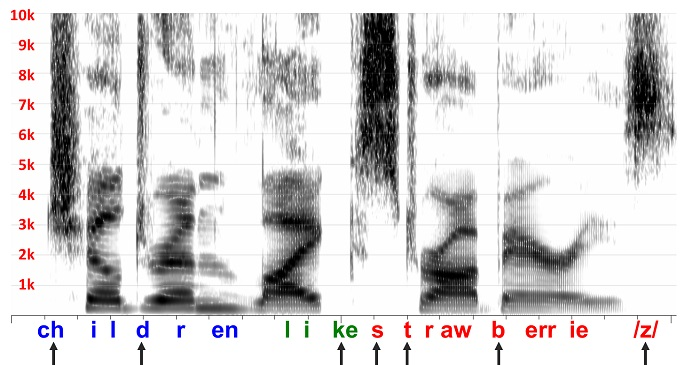 10k
9k
8k
7k
6k
5k
4k
3k
2k
1k
ch i l d r en l i ke s t r aw b err ie /z/